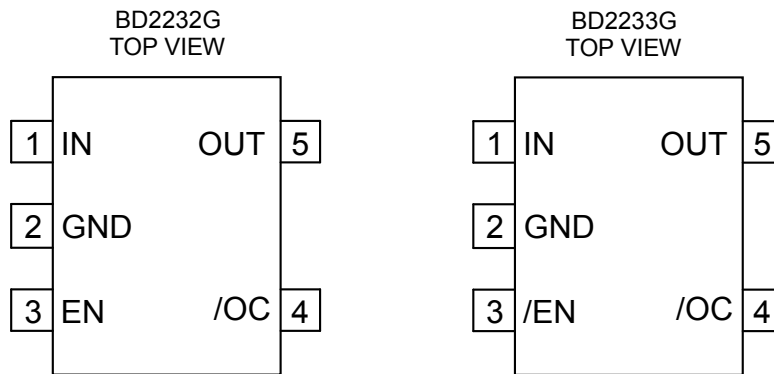 BD2232G
TOP VIEW
1 IN OUT 5
2 GND
3 EN /OC 4
BD2233G
TOP VIEW
1 IN OUT 5
2 GND
3 /EN /OC 4